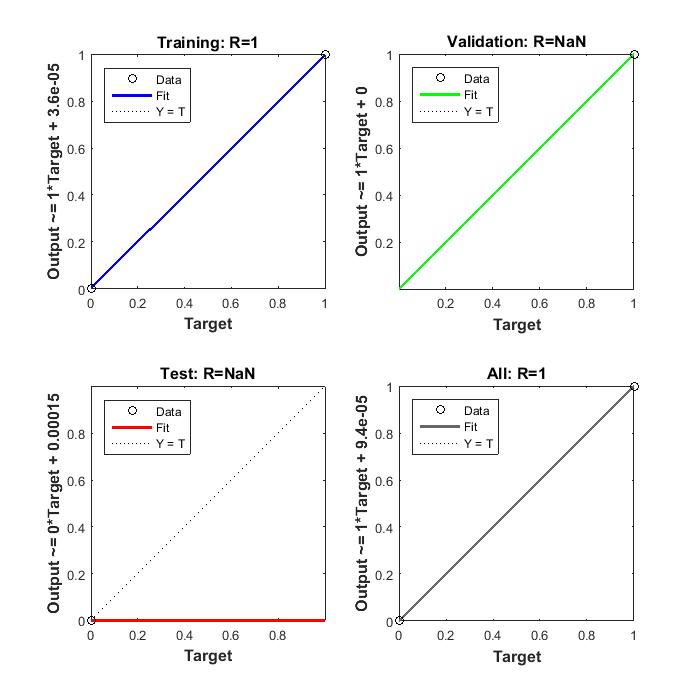 Training: R=1
Output ~= 1*Target + 3.6e-05
Data
Fit
Y = T
1
0.8
0.6
0.4
0.2
0
0 0.2 0.4 0.6 0.8 1
Target
Validation: R=NaN
Output ~= 1*Target + 0
Data
Fit
Y = T
1
0.8
0.6
0.4
0.2
0.2 0.4 0.6 0.8 1
Target
Test: R=NaN
Output ~= 0*Target + 0.00015
Data
Fit
Y = T
0.8
0.6
0.4
0.2
0
0 0.2 0.4 0.6 0.8
Target
All: R=1
Output ~= 1*Target + 9.4e-05
Data
Fit
Y = T
1
0.8
0.6
0.4
0.2
0
0 0.2 0.4 0.6 0.8 1
Target